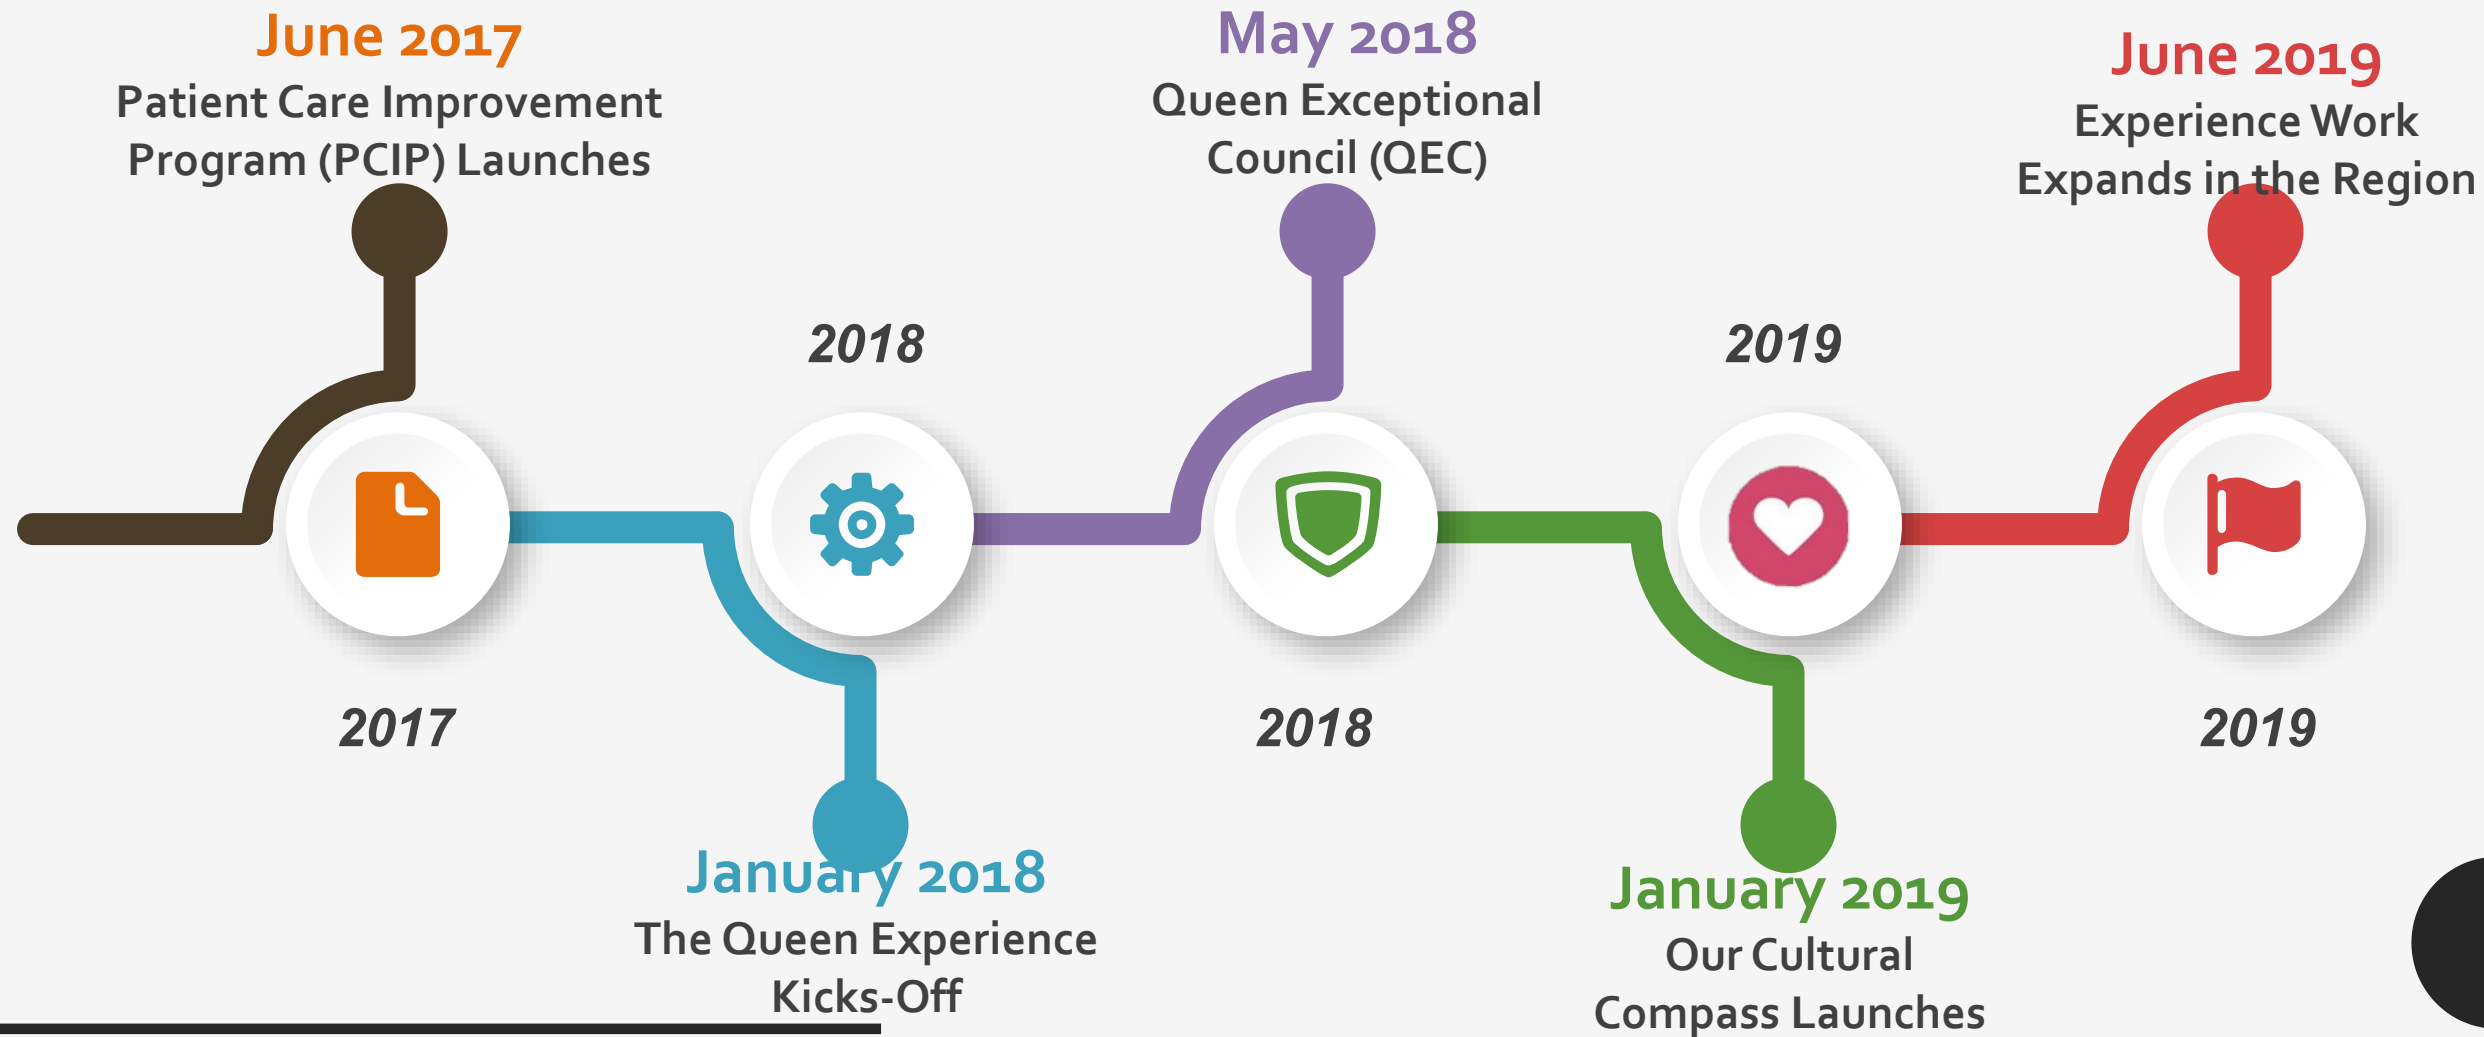 June 2017
Patient Care Improvement
Program (PCIP) Launches
May 2018
Queen Exceptional
Council (QEC)
June 2019
Experience Work
Expands in the Region
2018
2019
2017
2018
2019
January 2018
The Queen Experience
Kicks-Off
January 2019
Our Cultural
Compass Launches